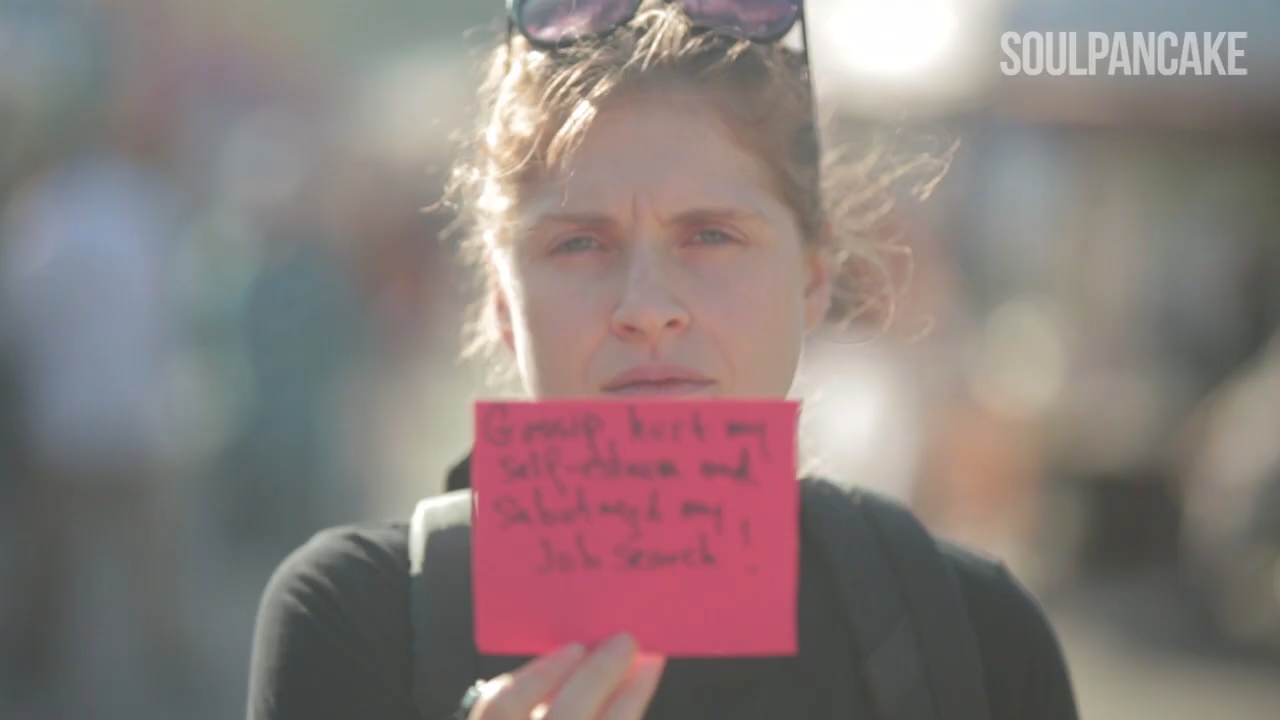 SOULPANCAKE
Gossip hurt my
self-esteem and
sabotaged my
Job Search!